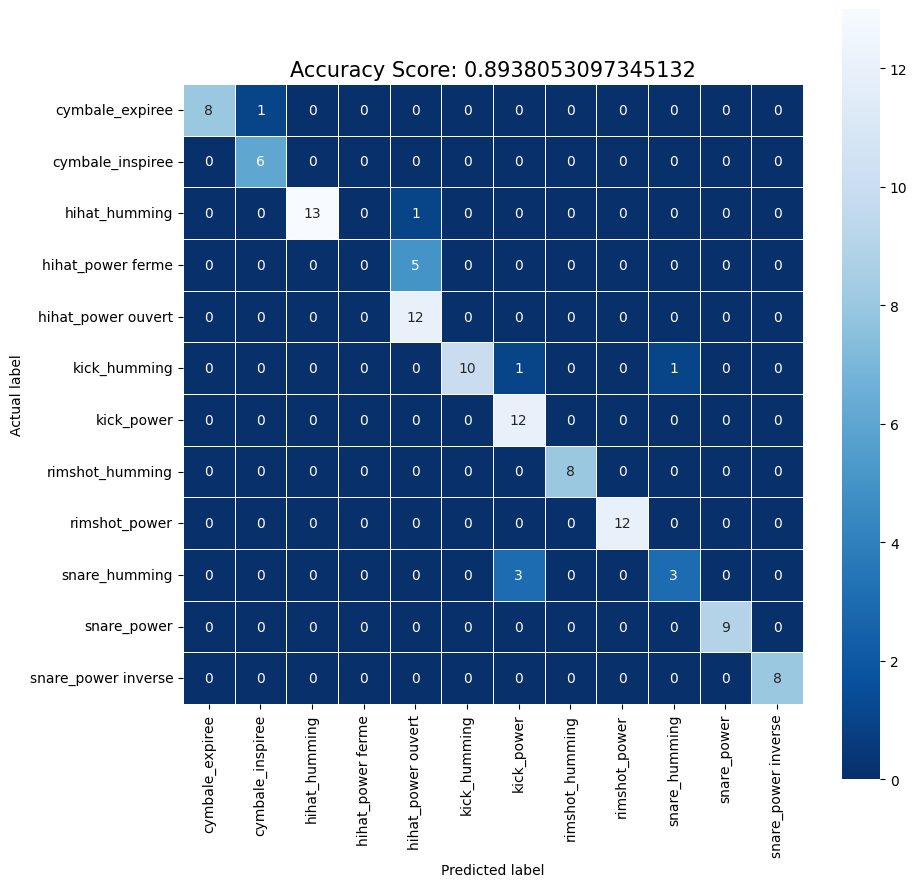 Accuracy Score: 0.8938053097345132
Actual label
cymbale_expiree 8 1 0 0 0 0 0 0 0 0 0 0
cymbale_inspiree 0 6 0 0 0 0 0 0 0 0 0 0
hihat_humming 0 0 13 0 1 0 0 0 0 0 0 0
hihat_power ferme 0 0 0 0 5 0 0 0 0 0 0 0
hihat_power ouvert 0 0 0 0 12 0 0 0 0 0 0 0
kick_humming 0 0 0 0 0 10 1 0 0 1 0 0
kick_power 0 0 0 0 0 0 12 0 0 0 0 0
rimshot_humming 0 0 0 0 0 0 0 8 0 0 0 0
rimshot_power 0 0 0 0 0 0 0 0 12 0 0 0
snare_humming 0 0 0 0 0 0 3 0 0 3 0 0
snare_power 0 0 0 0 0 0 0 0 0 0 9 0
snare_power inverse 0 0 0 0 0 0 0 0 0 0 0 8
cymbale_expiree
cymbale_inspiree
hihat_humming
hihat_power ferme
hihat_power ouvert
kick_humming
kick_power
rimshot_humming
rimshot_power
snare_humming
snare_power
snare_power inverse
Predicted label
12
10
8
6
4
2
0